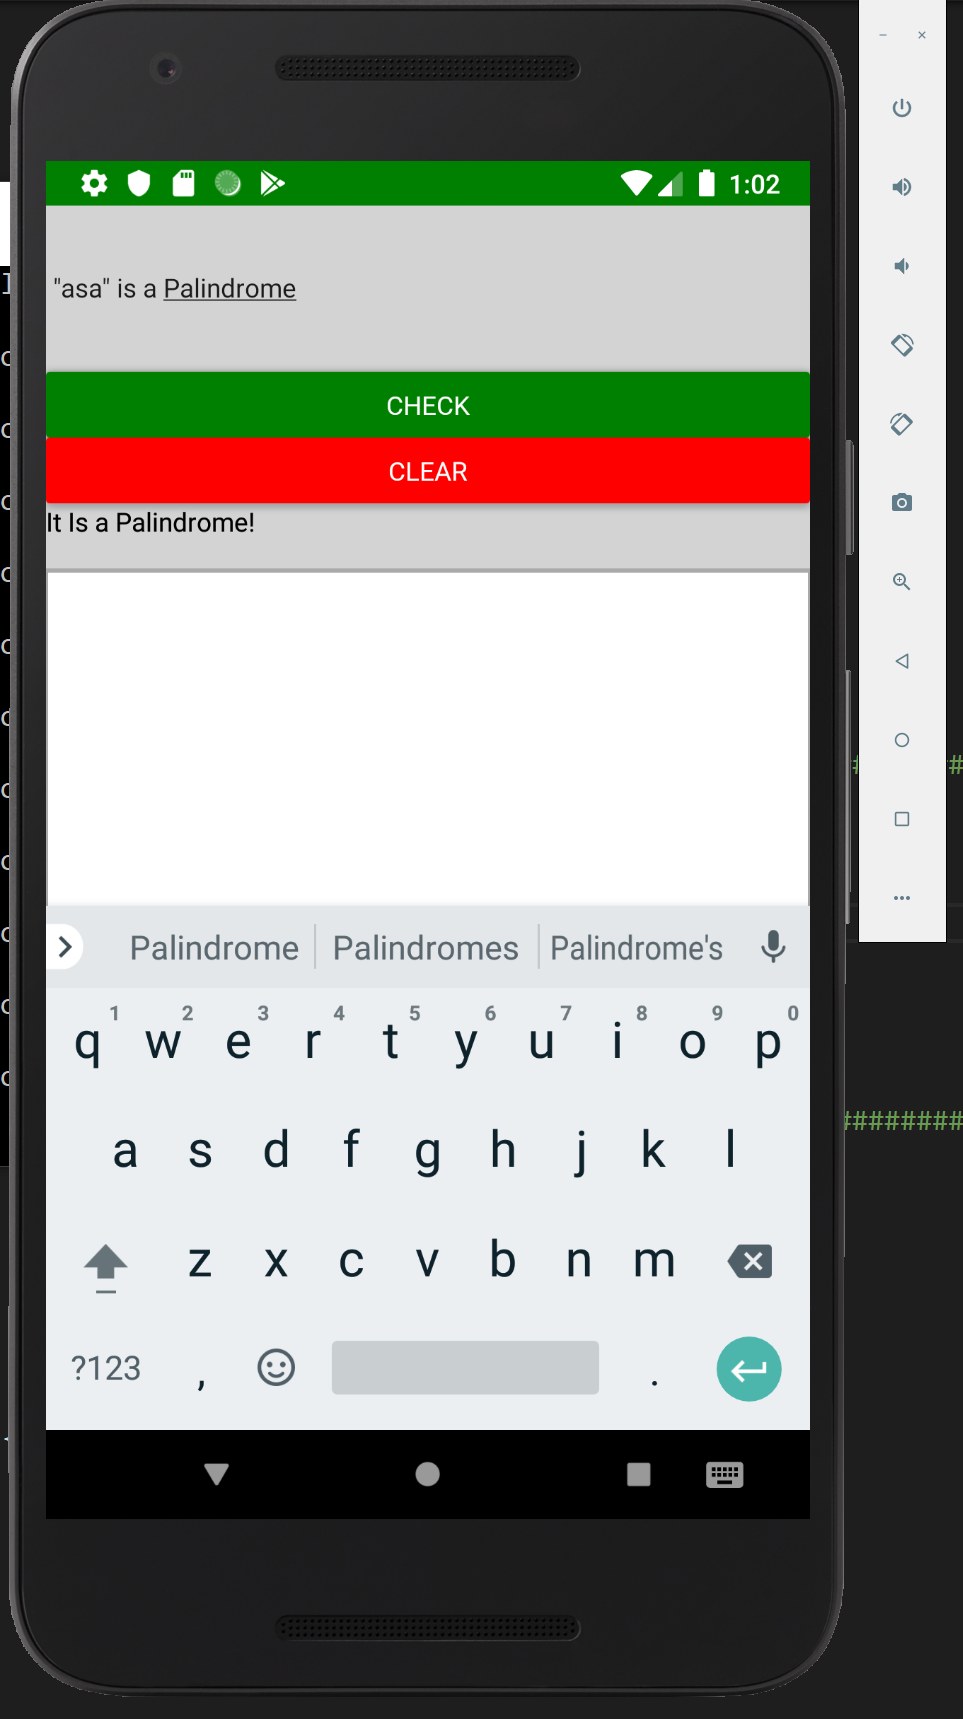 1:02
"asa" is a Palindrome
CHECK
CLEAR
It Is a Palindrome!
Palindrome Palindromes Palindrome's
1 2 3 4 5 6 7 8 9 0
q w e r t y u i o p
a s d f g h j k l
z x c v b n m
?123 , .